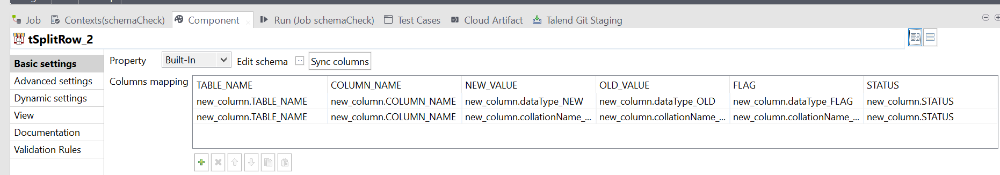 Job Contexts(schemaCheck) Component Run (Job schemaCheck) Test Cases Cloud Artifact Talend Git Staging
tSplitRow_2
Basic settings
Advanced settings
Dynamic settings
View
Documentation
Validation Rules
Property Built-In Edit schema Sync columns
Columns mapping
TABLE_NAME COLUMN_NAME NEW_VALUE OLD_VALUE FLAG STATUS
new_column.TABLE_NAME new_column.COLUMN_NAME new_column.dataType_NEW new_column.dataType_OLD new_column.dataType_FLAG new_column.STATUS
new_column.TABLE_NAME new_column.COLUMN_NAME new_column.collationName_... new_column.collationName_... new_column.collationName_... new_column.STATUS